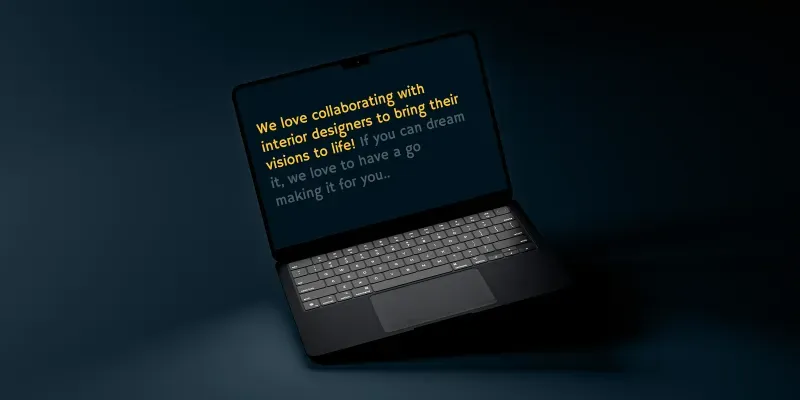 We love collaborating with
interior designers to bring their
visions to life! If you can dream
it, we love to have a go
making it for you..